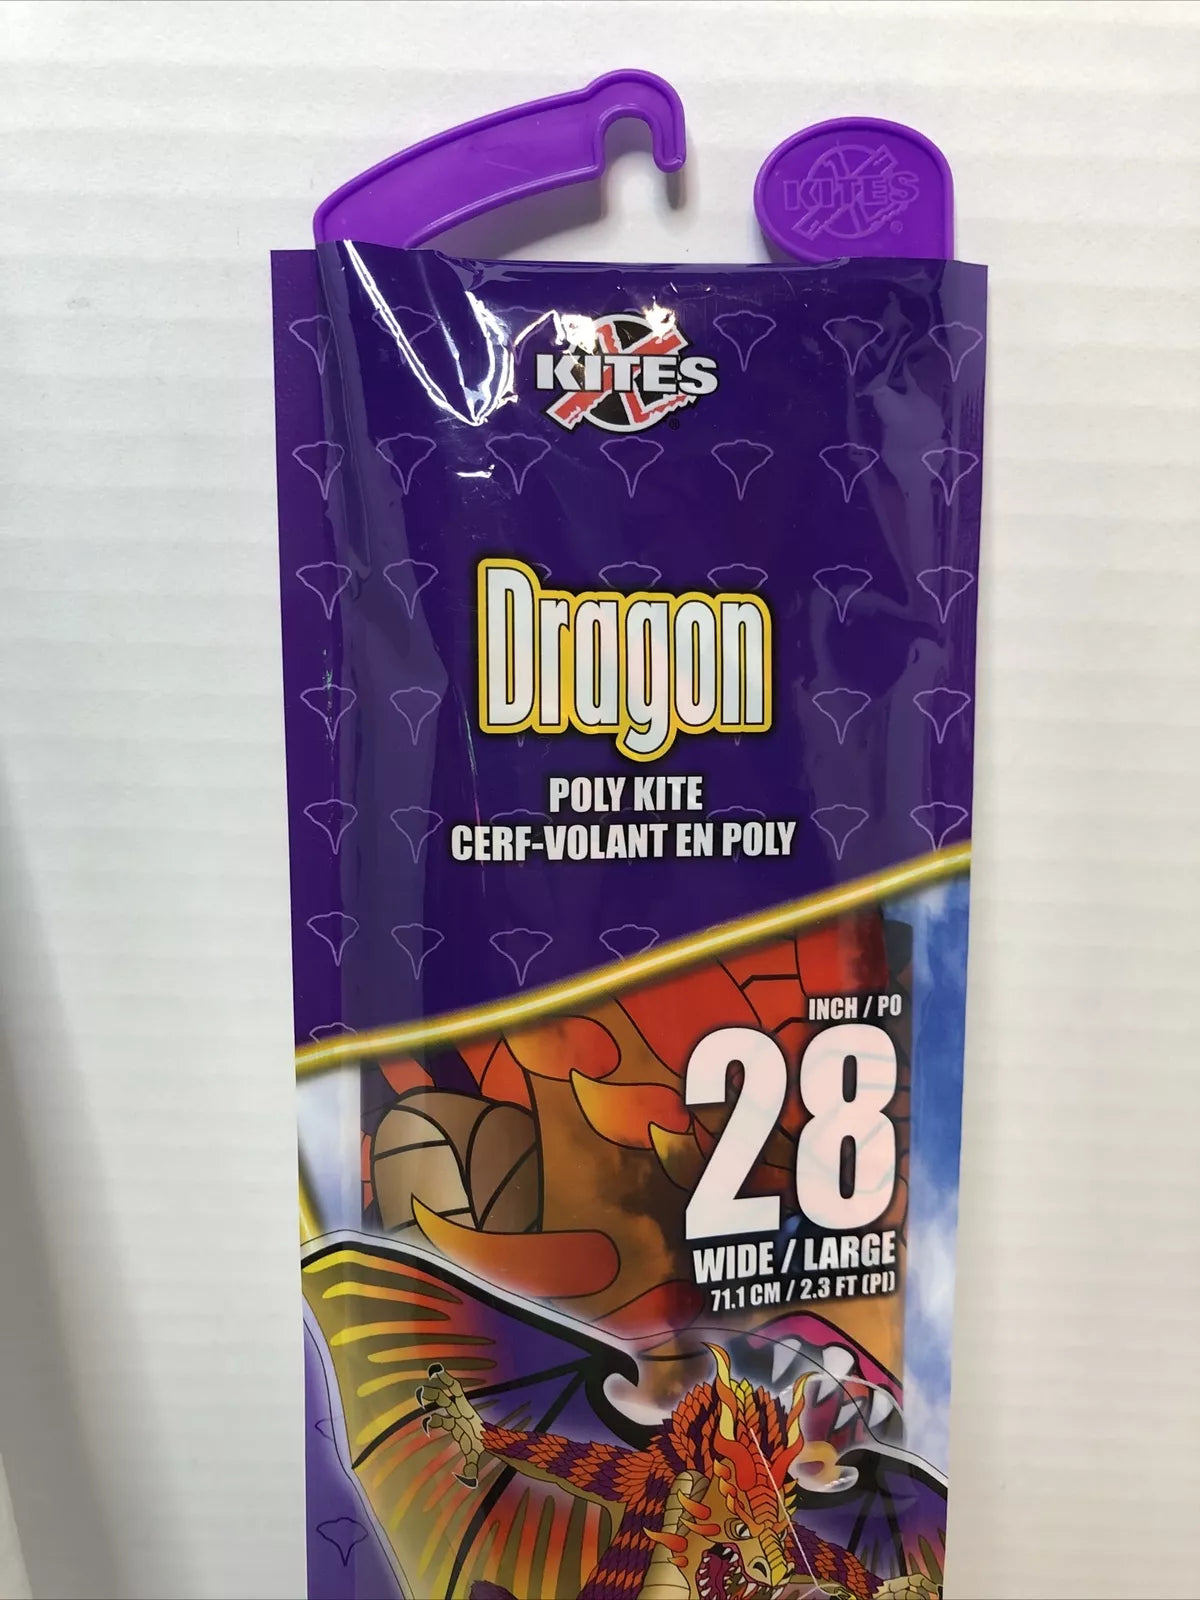 KITES
®
KITES
®
Dragon
POLY KITE
CERF-VOLANT EN POLY
INCH / PO
28
WIDE / LARGE
71.1 CM / 2.3 FT (PI)